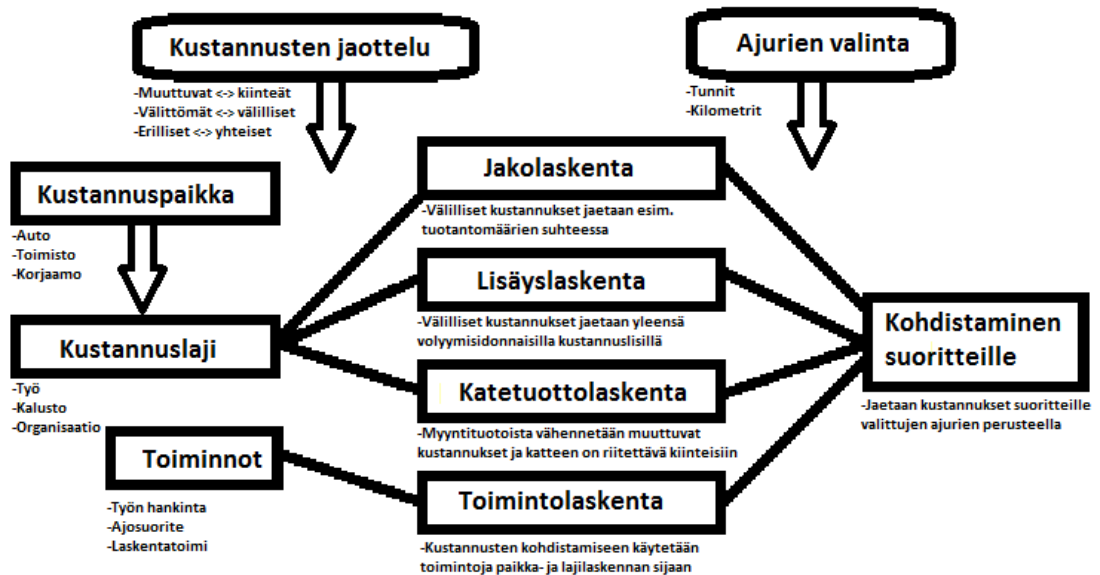 Kustannusten jaottelu
-Muuttuvat <-> kiinteät
-Välittömät <-> välilliset
-Erilliset <-> yhteiset
Ajurien valinta
-Tunnit
-Kilometrit
Kustannuspaikka
-Auto
-Toimisto
-Korjaamo
Kustannuslaji
-Työ
-Kalusto
-Organisaatio
Toiminnot
-Työn hankinta
-Ajosuorite
-Laskentatoimi
Jakolaskenta
-Välilliset kustannukset jaetaan esim.
tuotantomäärien suhteessa
Lisäyslaskenta
-Välilliset kustannukset jaetaan yleensä
volyymisidonnaisilla kustannuslisillä
Katetuottolaskenta
-Myyntituotoista vähennetään muuttuvat
kustannukset ja katteen on riitettävä kiinteisiin
Toimintolaskenta
-Kustannusten kohdistamiseen käytetään
toimintoja paikka- ja lajilaskennan sijaan
Kohdistaminen
suoritteille
-Jaetaan kustannukset suoritteille
valittujen ajurien perusteella